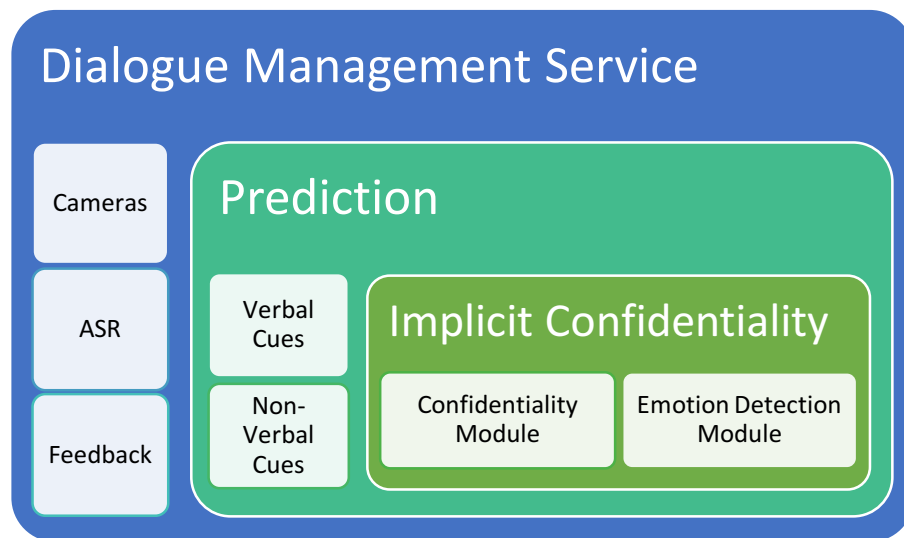 Dialogue Management Service
Cameras
ASR
Feedback
Prediction
Verbal
Cues
Non-
Verbal
Cues
Implicit Confidentiality
Confidentiality
Module
Emotion Detection
Module